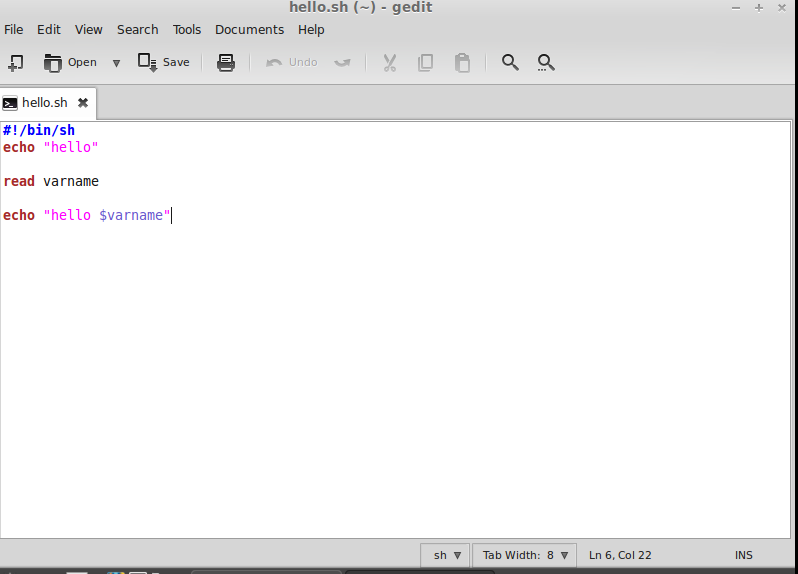 hello.sh (~) - gedit
File Edit View Search Tools Documents Help
Open Save Undo
hello.sh
#!/bin/sh
echo "hello"
read varname
echo "hello $varname"
sh Tab Width: 8 Ln 6, Col 22 INS